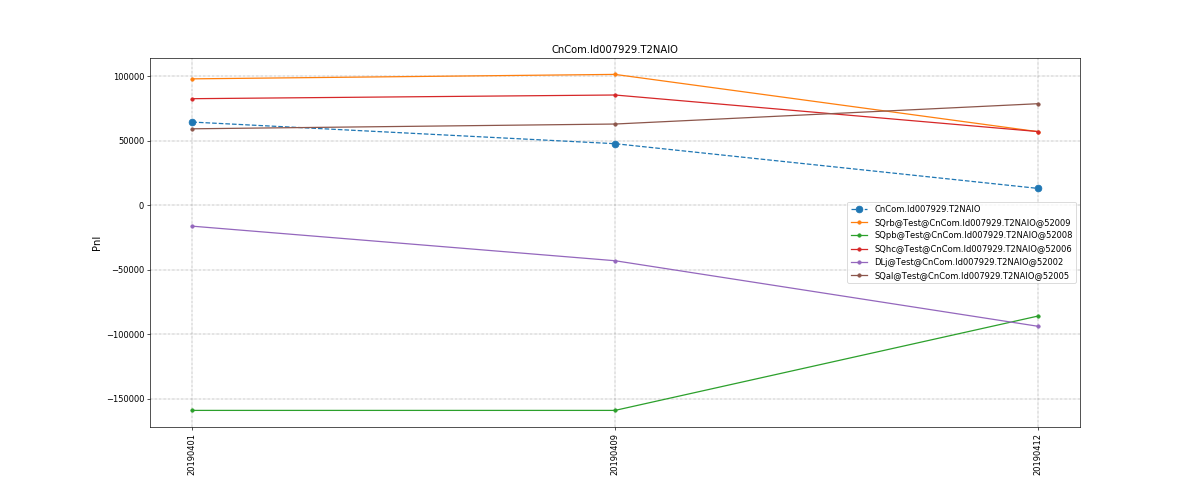 CnCom.Id007929.T2NAIO
100000
50000
0
−50000
−100000
−150000
Pnl
CnCom.Id007929.T2NAIO
SQrb@Test@CnCom.Id007929.T2NAIO@52009
SQpb@Test@CnCom.Id007929.T2NAIO@52008
SQhc@Test@CnCom.Id007929.T2NAIO@52006
DLj@Test@CnCom.Id007929.T2NAIO@52002
SQal@Test@CnCom.Id007929.T2NAIO@52005
20190401
20190409
20190412